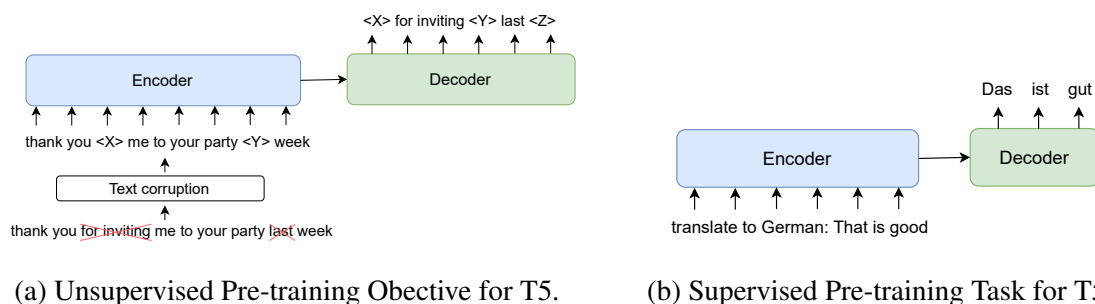 <X> for inviting <Y> last <Z>
Encoder
Decoder
thank you <X> me to your party <Y> week
Text corruption
thank you for inviting me to your party last week
(a) Unsupervised Pre-training Obective for T5.
Das ist gut
Encoder
Decoder
translate to German: That is good
(b) Supervised Pre-training Task for T5